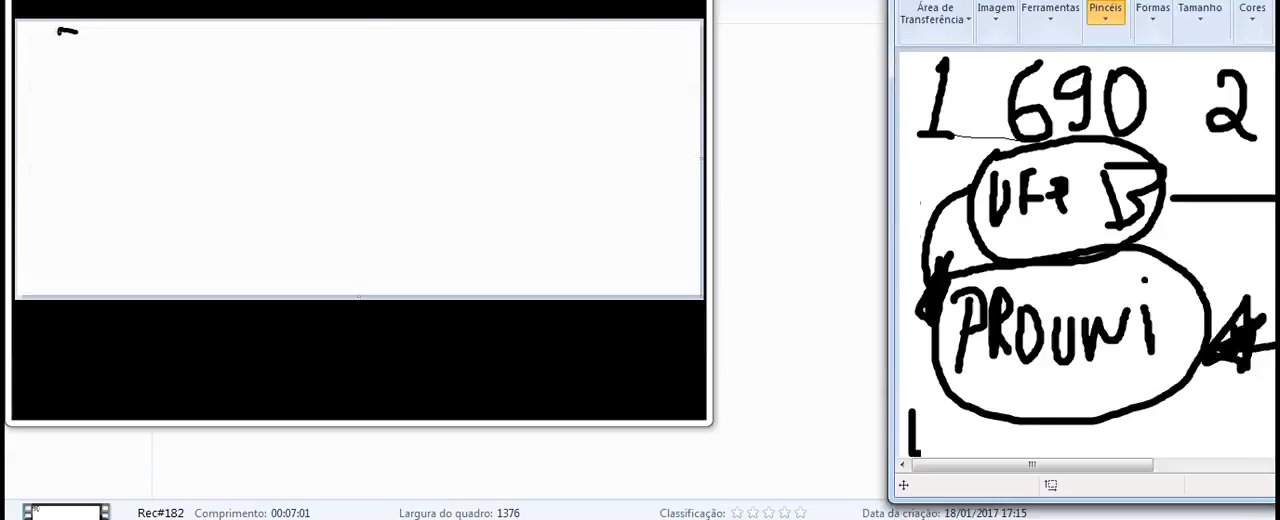 Área de Transferência Imagem Ferramentas Pincéis Formas Tamanho Cores
1 690 2
PROUNI
Rec#182 Comprimento: 00:07:01 Largura do quadro: 1376 Classificação: Data da criação: 18/01/2017 17:15